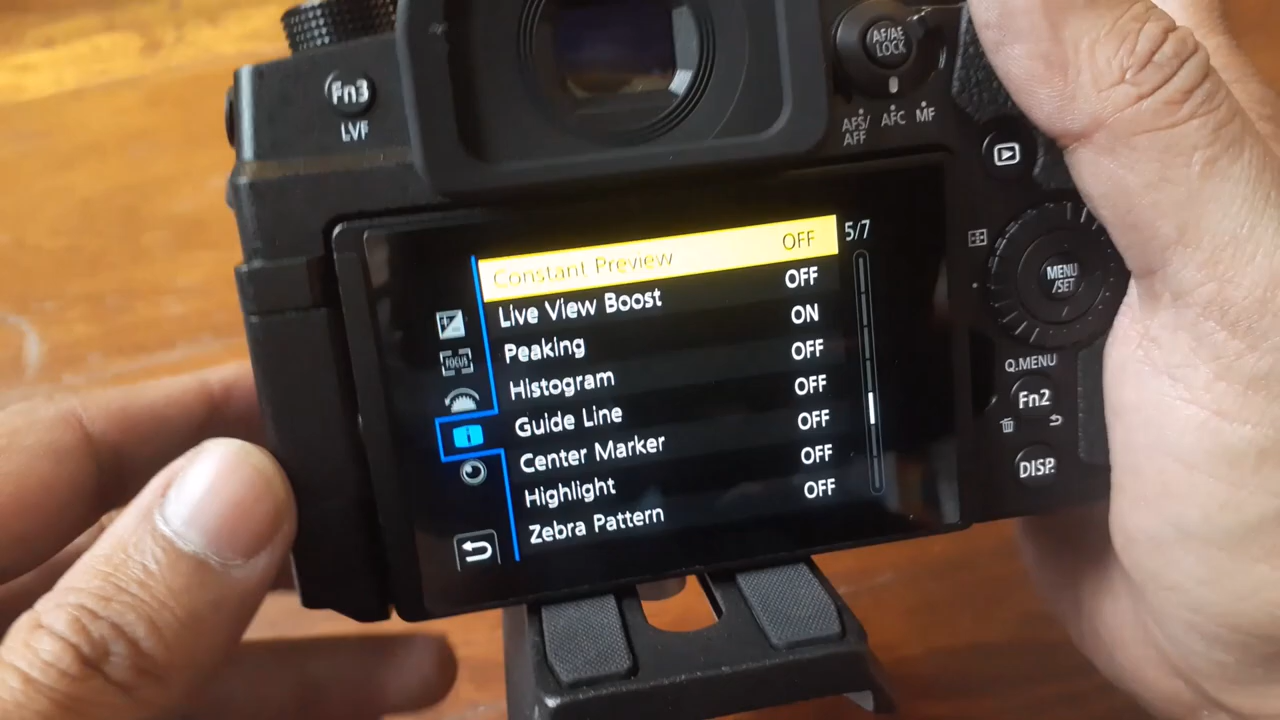 Fn3
LVF
AF/AE
LOCK
AFS/
AFF
AFC
MF
Constant Preview OFF
5/7
Live View Boost OFF
Peaking ON
Histogram OFF
Guide Line OFF
Center Marker OFF
Highlight OFF
Zebra Pattern OFF
FOCUS
MENU
/SET
Q.MENU
Fn2
DISP.